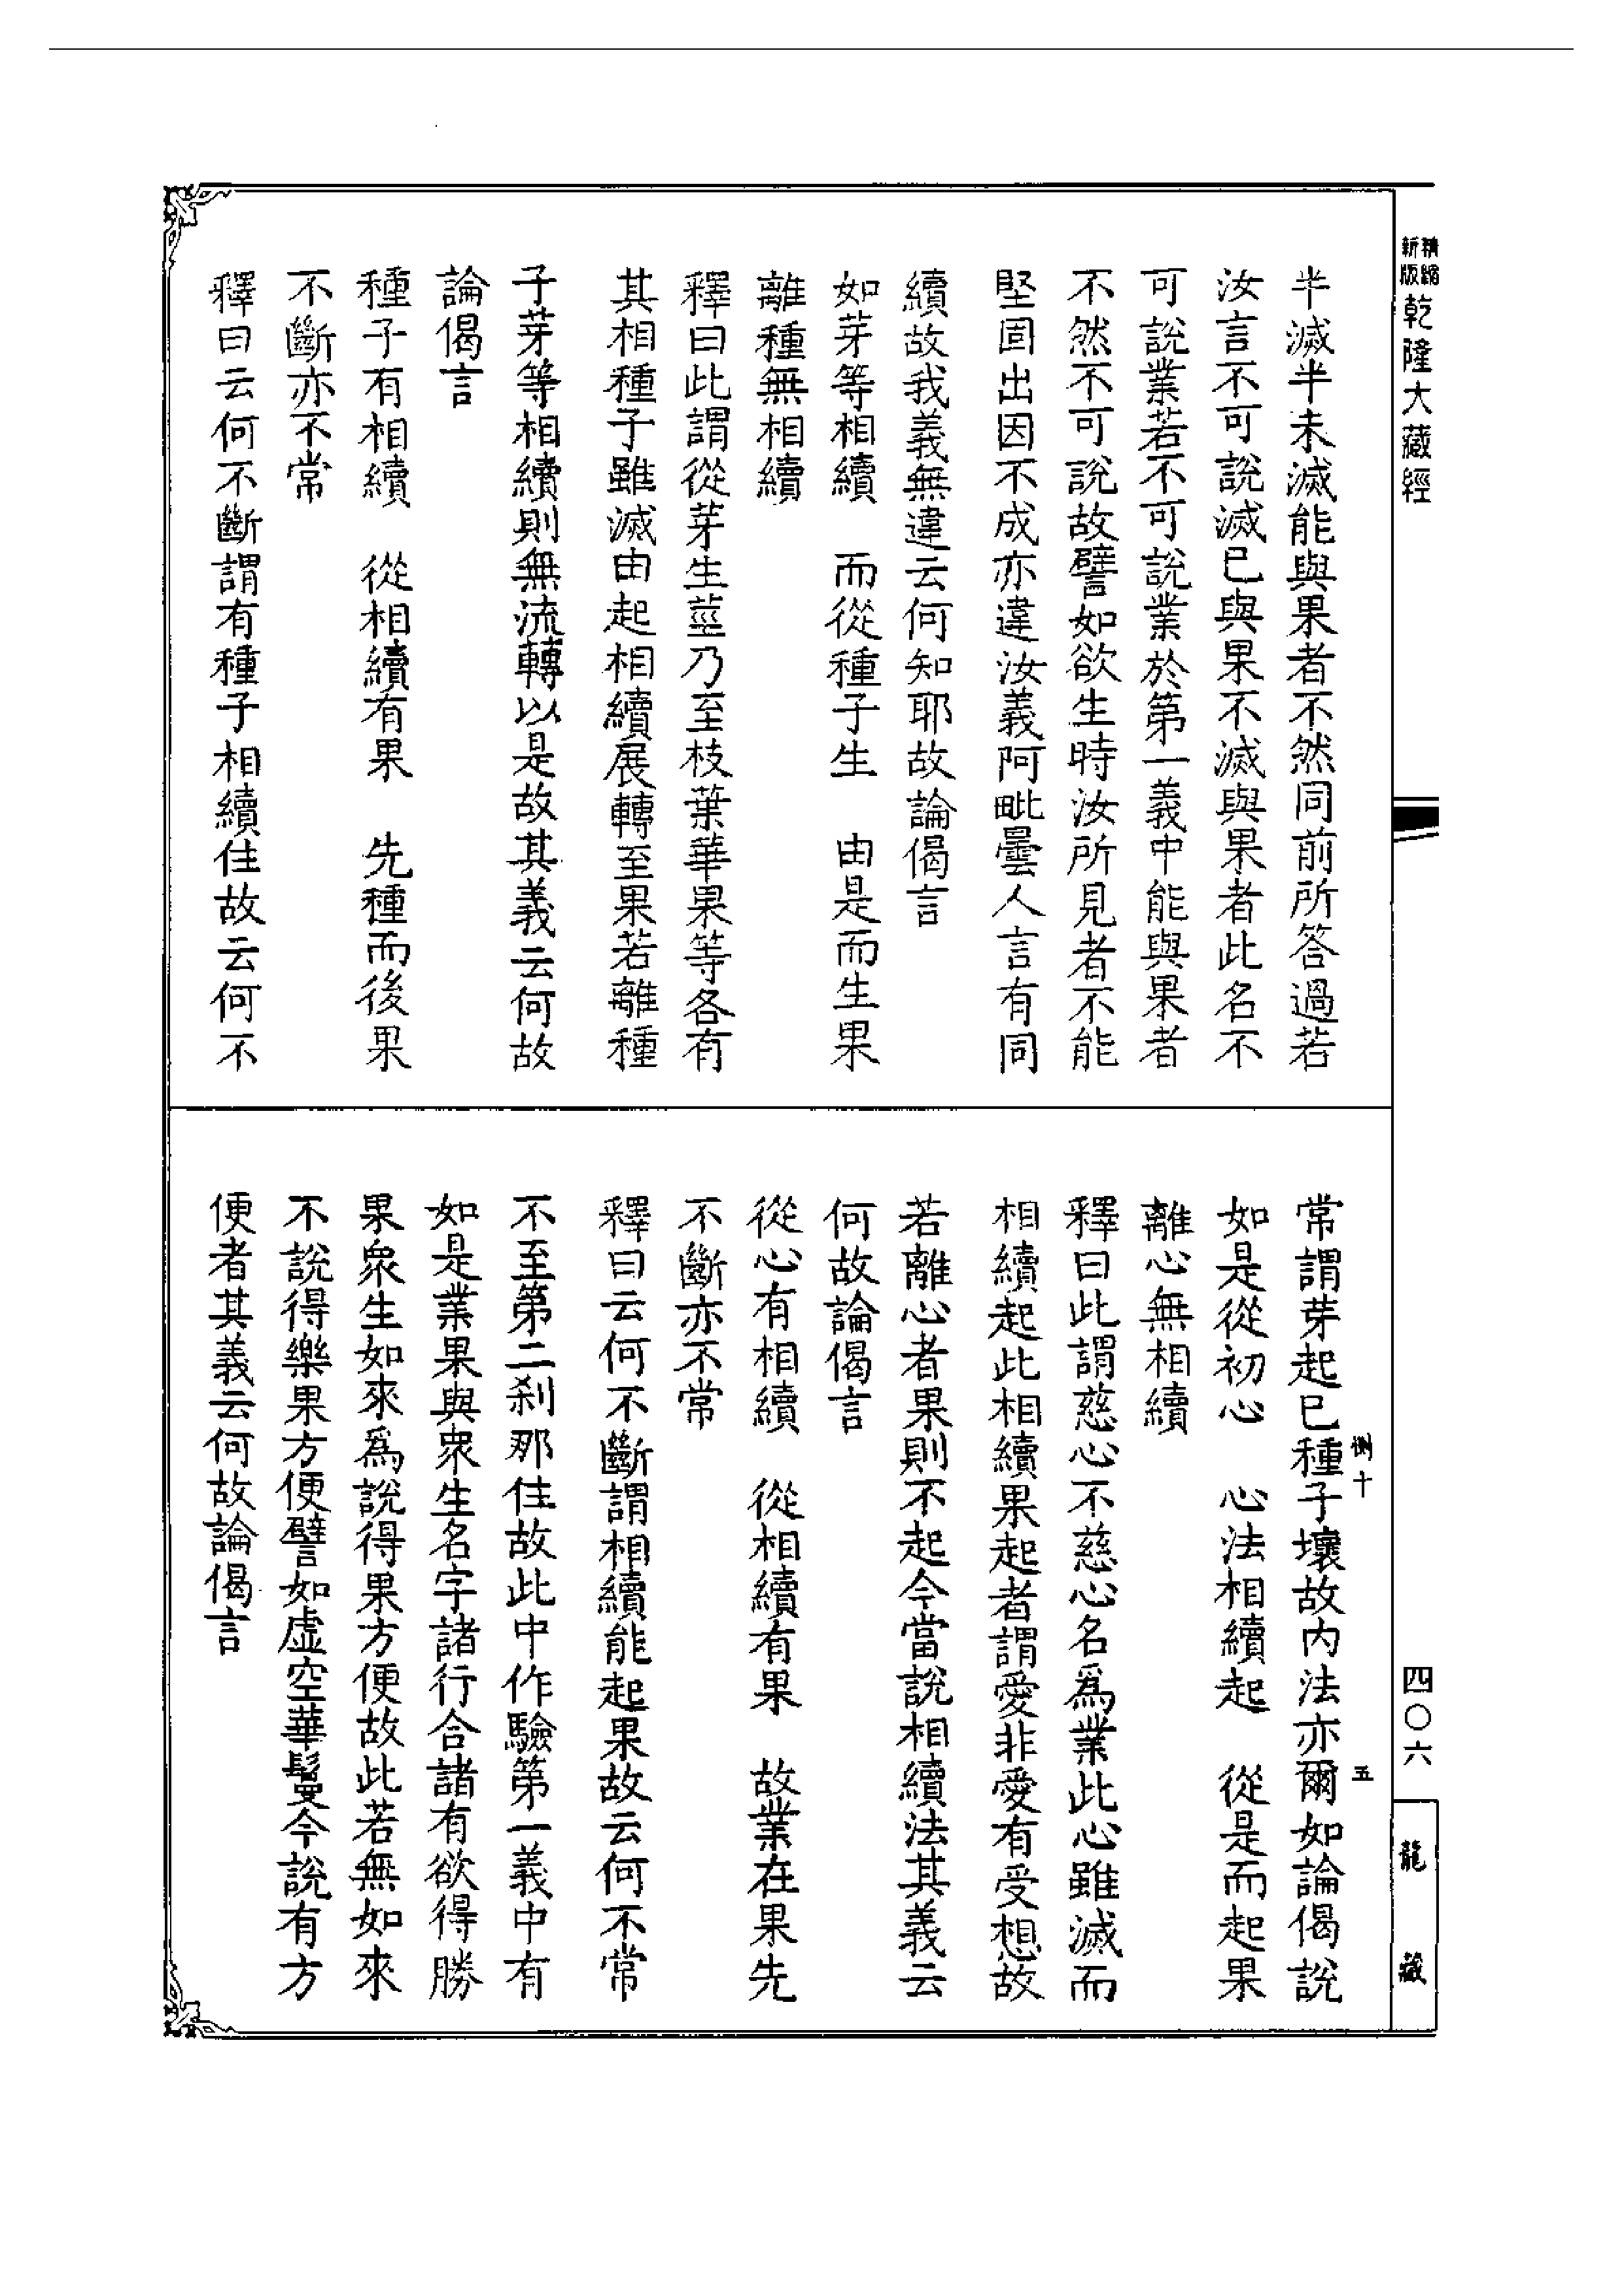 精縮新版乾隆大藏經
半滅半未滅能與果者不然同前所答過若
汝言不可說滅已與果不滅與果者此名不
可說業若不可說業於第一義中能與果者
不然不可說故譬如欲生時汝所見者不能
堅固出因不成亦違汝義阿毗曇人言有同
續故我義無違云何知耶故論偈言
如芽等相續　而從種子生　由是而生果
離種無相續
釋曰此謂從芽生莖乃至枝葉華果等各有
其相種子雖滅由起相續展轉至果若離種
子芽等相續則無流轉以是故其義云何故
論偈言
種子有相續　從相續有果　先種而後果
不斷亦不常
釋曰云何不斷謂有種子相續住故云何不
常謂芽起已種子壞故內法亦爾如論偈說
如是從初心　心法相續起　從是而起果
離心無相續
釋曰此謂慈心不慈心名為業此心雖滅而
相續起此相續果起者謂愛非愛有受想故
若離心者果則不起今當說相續法其義云
何故論偈言
從心有相續　從相續有果　故業在果先
不斷亦不常
釋曰云何不斷謂相續能起果故云何不常
不至第二剎那住故此中作驗第一義中有
如是業果與眾生名字諸行合諸有欲得勝
果眾生如來為說得果方便故此若無如來
不說得樂果方便譬如虛空華鬘今說有方
便者其義云何故論偈言
側十
五
四〇六
龍藏